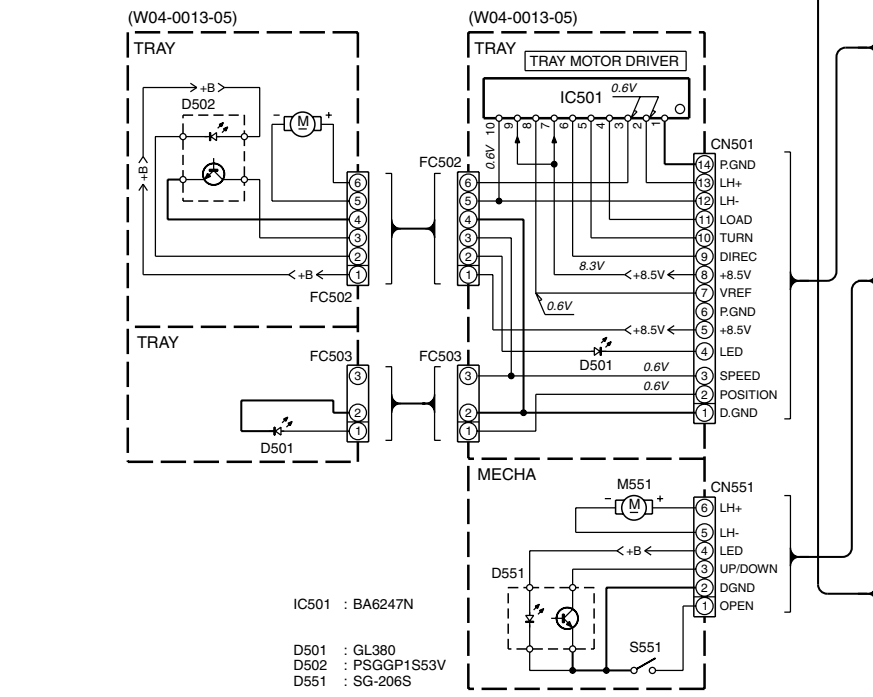 (W04-0013-05)
TRAY
+B
D502
+B
- M +
6
5
4
3
2
1
+B
FC502
TRAY
FC503
3
2
1
D501
(W04-0013-05)
TRAY
TRAY MOTOR DRIVER
IC501
0.6V
10 9 8 7 6 5 4 3 2 1
0.6V
FC502
6
5
4
3
2
1
CN501
14 P.GND
13 LH+
12 LH-
11 LOAD
10 TURN
9 DIREC
8.3V +8.5V 8 +8.5V
7 VREF
0.6V
6 P.GND
+8.5V 5 +8.5V
4 LED
D501
0.6V 3 SPEED
0.6V 2 POSITION
1 D.GND
FC503
3
2
1
MECHA
M551
- M +
CN551
6 LH+
5 LH-
+B 4 LED
3 UP/DOWN
2 DGND
1 OPEN
D551
S551
IC501 : BA6247N
D501 : GL380
D502 : PSGGP1S53V
D551 : SG-206S